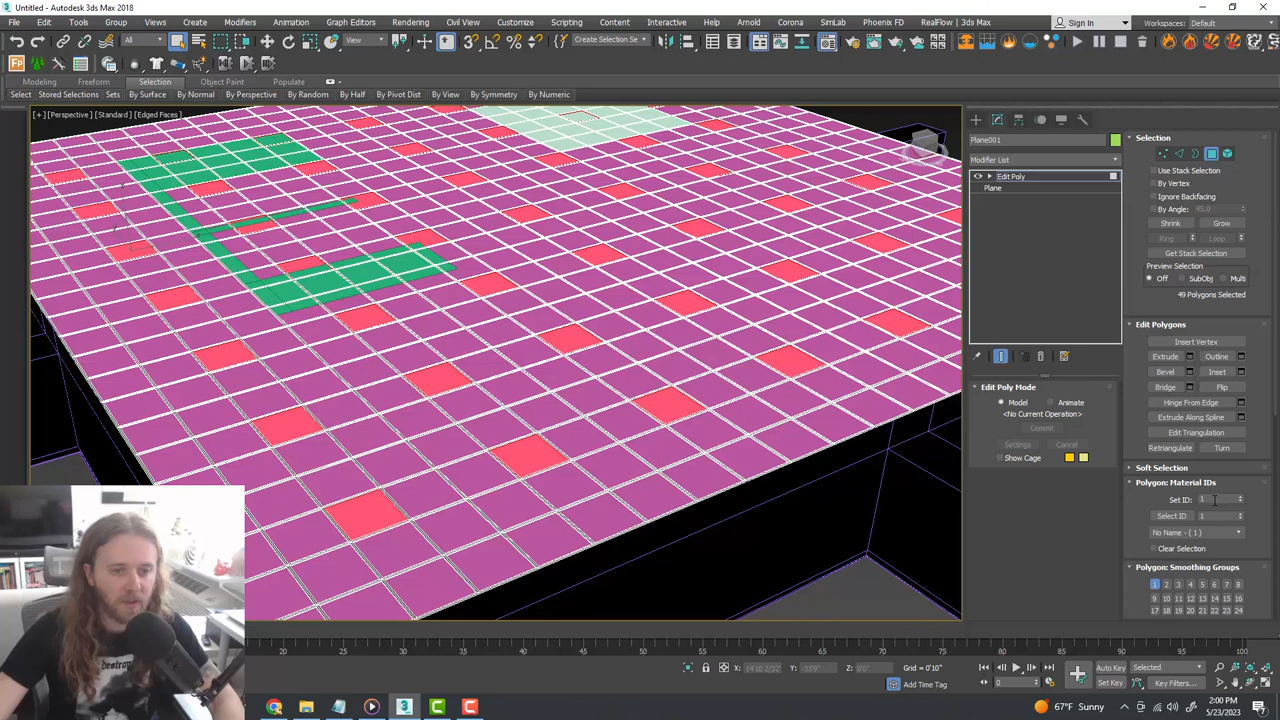 Untitled - Autodesk 3ds Max 2018
File Edit Tools Group Views Create Modifiers Animation Graph Editors Rendering Civil View Customize Scripting Content Interactive Help Arnold Corona SimLab Phoenix FD RealFlow | 3ds Max Sign In Workspaces: Default
All View Create Selection Se
Modeling Freeform Selection Object Paint Populate
Select Stored Selections Sets By Surface By Normal By Perspective By Random By Half By Pivot Dist By View By Symmetry By Numeric
[+] [Perspective] [Standard] [Edged Faces]
Plane001
Modifier List
Edit Poly
Plane
Edit Poly Mode
Model Animate
<No Current Operation>
Commit
Settings Cancel
Show Cage
Selection
Use Stack Selection
By Vertex
Ignore Backfacing
By Angle: 45.0
Shrink Grow
Ring Loop
Get Stack Selection
Preview Selection
Off SubObj Multi
49 Polygons Selected
Edit Polygons
Insert Vertex
Extrude Outline
Bevel Inset
Bridge Flip
Hinge From Edge
Extrude Along Spline
Edit Triangulation
Retriangulate Turn
Soft Selection
Polygon: Material IDs
Set ID: 1
Select ID 1
No Name - ( 1 )
Clear Selection
Polygon: Smoothing Groups
1 2 3 4 5 6 7 8
9 10 11 12 13 14 15 16
17 18 19 20 21 22 23 24
20 25 30 35 40 45 50 55 60 65 70 75 80 85 90 95 100
X: Y: Z: 0'0" Grid = 0'10"
Add Time Tag
0
Auto Key Selected
Set Key Key Filters...
destroy
67°F Sunny
2:00 PM
5/23/2023